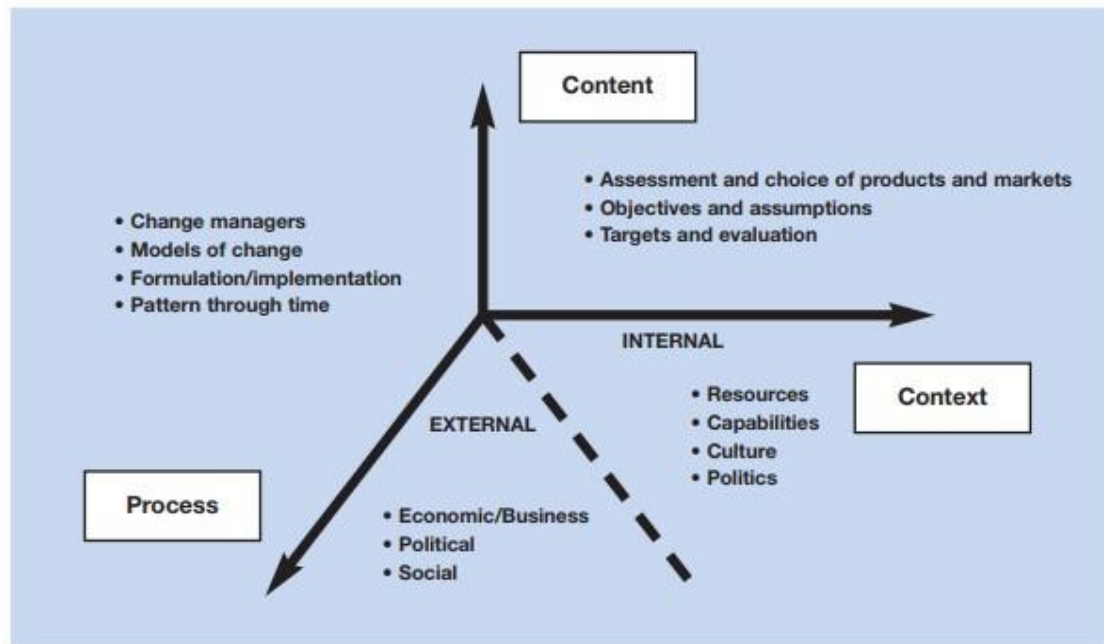 Content
• Assessment and choice of products and markets
• Objectives and assumptions
• Targets and evaluation
• Change managers
• Models of change
• Formulation/implementation
• Pattern through time
INTERNAL
Context
• Resources
• Capabilities
• Culture
• Politics
EXTERNAL
Process
• Economic/Business
• Political
• Social